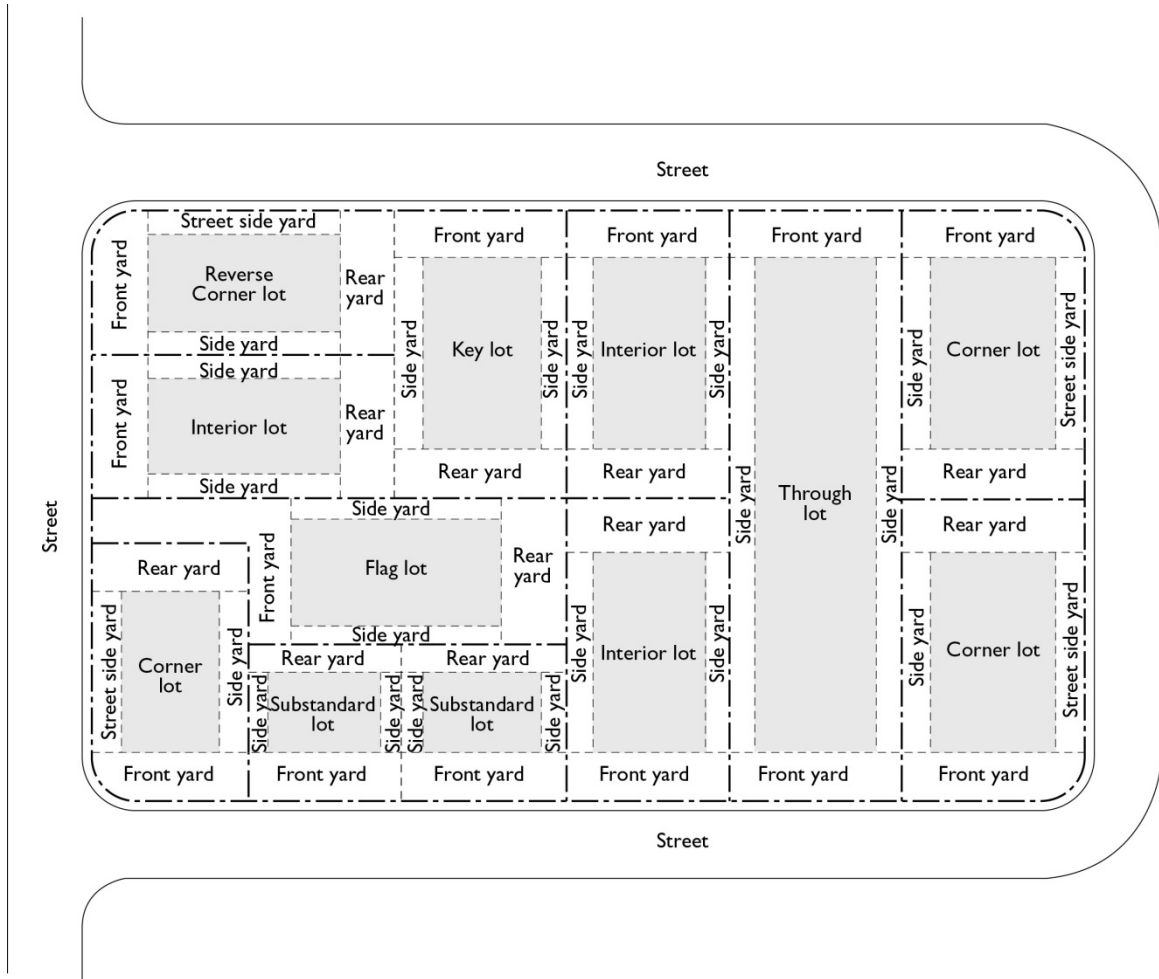 Street
Street side yard
Front yard
Front yard
Front yard
Front yard
Front yard
Reverse
Corner lot
Rear
yard
Side yard
Side yard
Key lot
Side yard
Side yard
Interior lot
Side yard
Side yard
Corner lot
Street side yard
Side yard
Front yard
Interior lot
Rear
yard
Side yard
Rear yard
Rear yard
Rear yard
Street
Side yard
Side yard
Through
lot
Side yard
Rear yard
Rear yard
Rear yard
Front yard
Flag lot
Rear
yard
Side yard
Street side yard
Corner
lot
Side yard
Rear yard
Rear yard
Side yard
Substandard
lot
Side yard
Side yard
Substandard
lot
Side yard
Side yard
Interior lot
Side yard
Side yard
Corner lot
Street side yard
Front yard
Front yard
Front yard
Front yard
Front yard
Front yard
Street